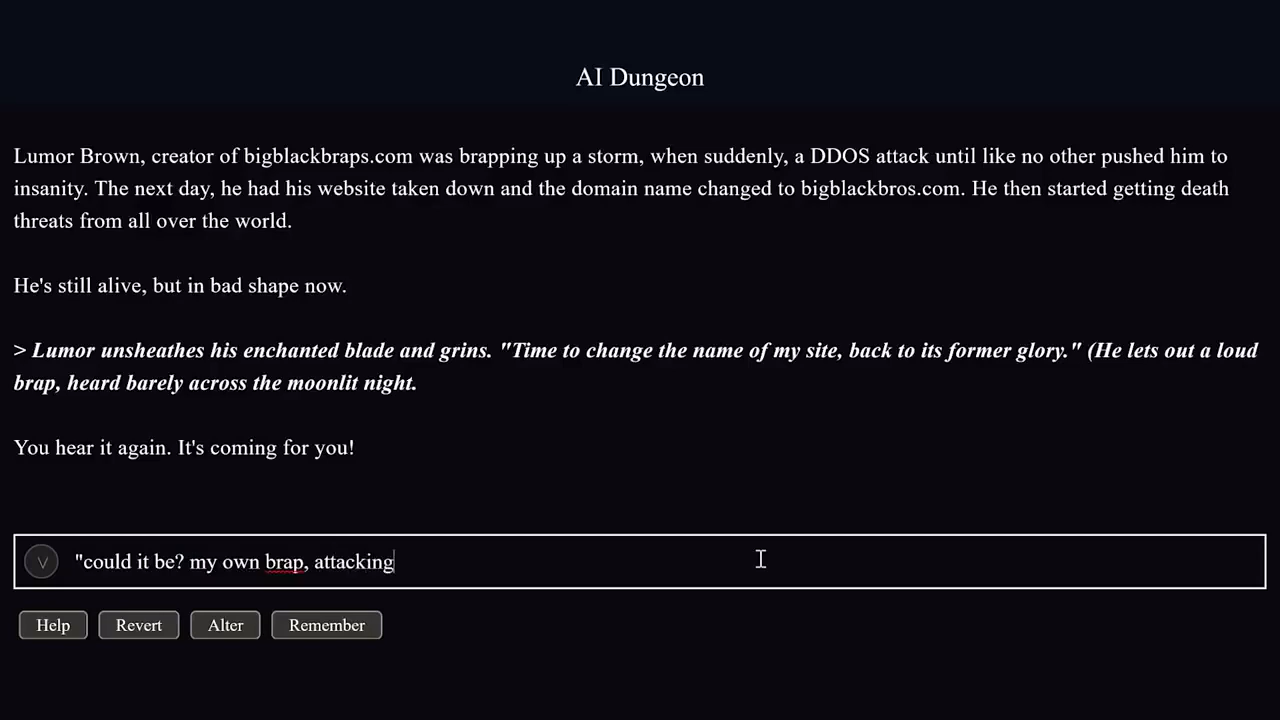 AI Dungeon
Lumor Brown, creator of bigblackbraps.com was brapping up a storm, when suddenly, a DDOS attack until like no other pushed him to
insanity. The next day, he had his website taken down and the domain name changed to bigblackbros.com. He then started getting death
threats from all over the world.
He's still alive, but in bad shape now.
> Lumor unsheathes his enchanted blade and grins. "Time to change the name of my site, back to its former glory." (He lets out a loud
brap, heard barely across the moonlit night.
You hear it again. It's coming for you!
V "could it be? my own brap, attacking
Help Revert Alter Remember